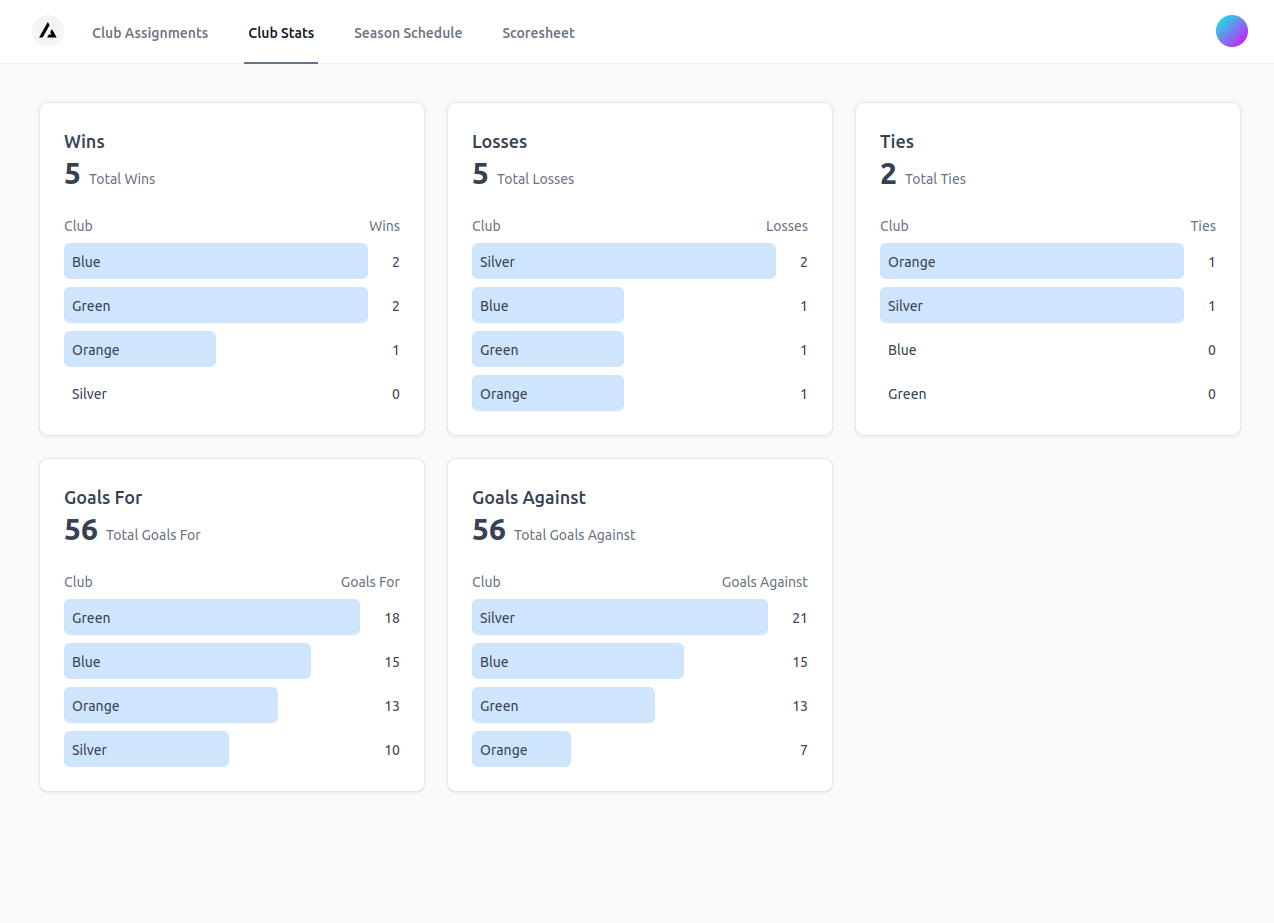 Club Assignments Club Stats Season Schedule Scoresheet
Wins
5 Total Wins
Club Wins
Blue 2
Green 2
Orange 1
Silver 0
Losses
5 Total Losses
Club Losses
Silver 2
Blue 1
Green 1
Orange 1
Ties
2 Total Ties
Club Ties
Orange 1
Silver 1
Blue 0
Green 0
Goals For
56 Total Goals For
Club Goals For
Green 18
Blue 15
Orange 13
Silver 10
Goals Against
56 Total Goals Against
Club Goals Against
Silver 21
Blue 15
Green 13
Orange 7